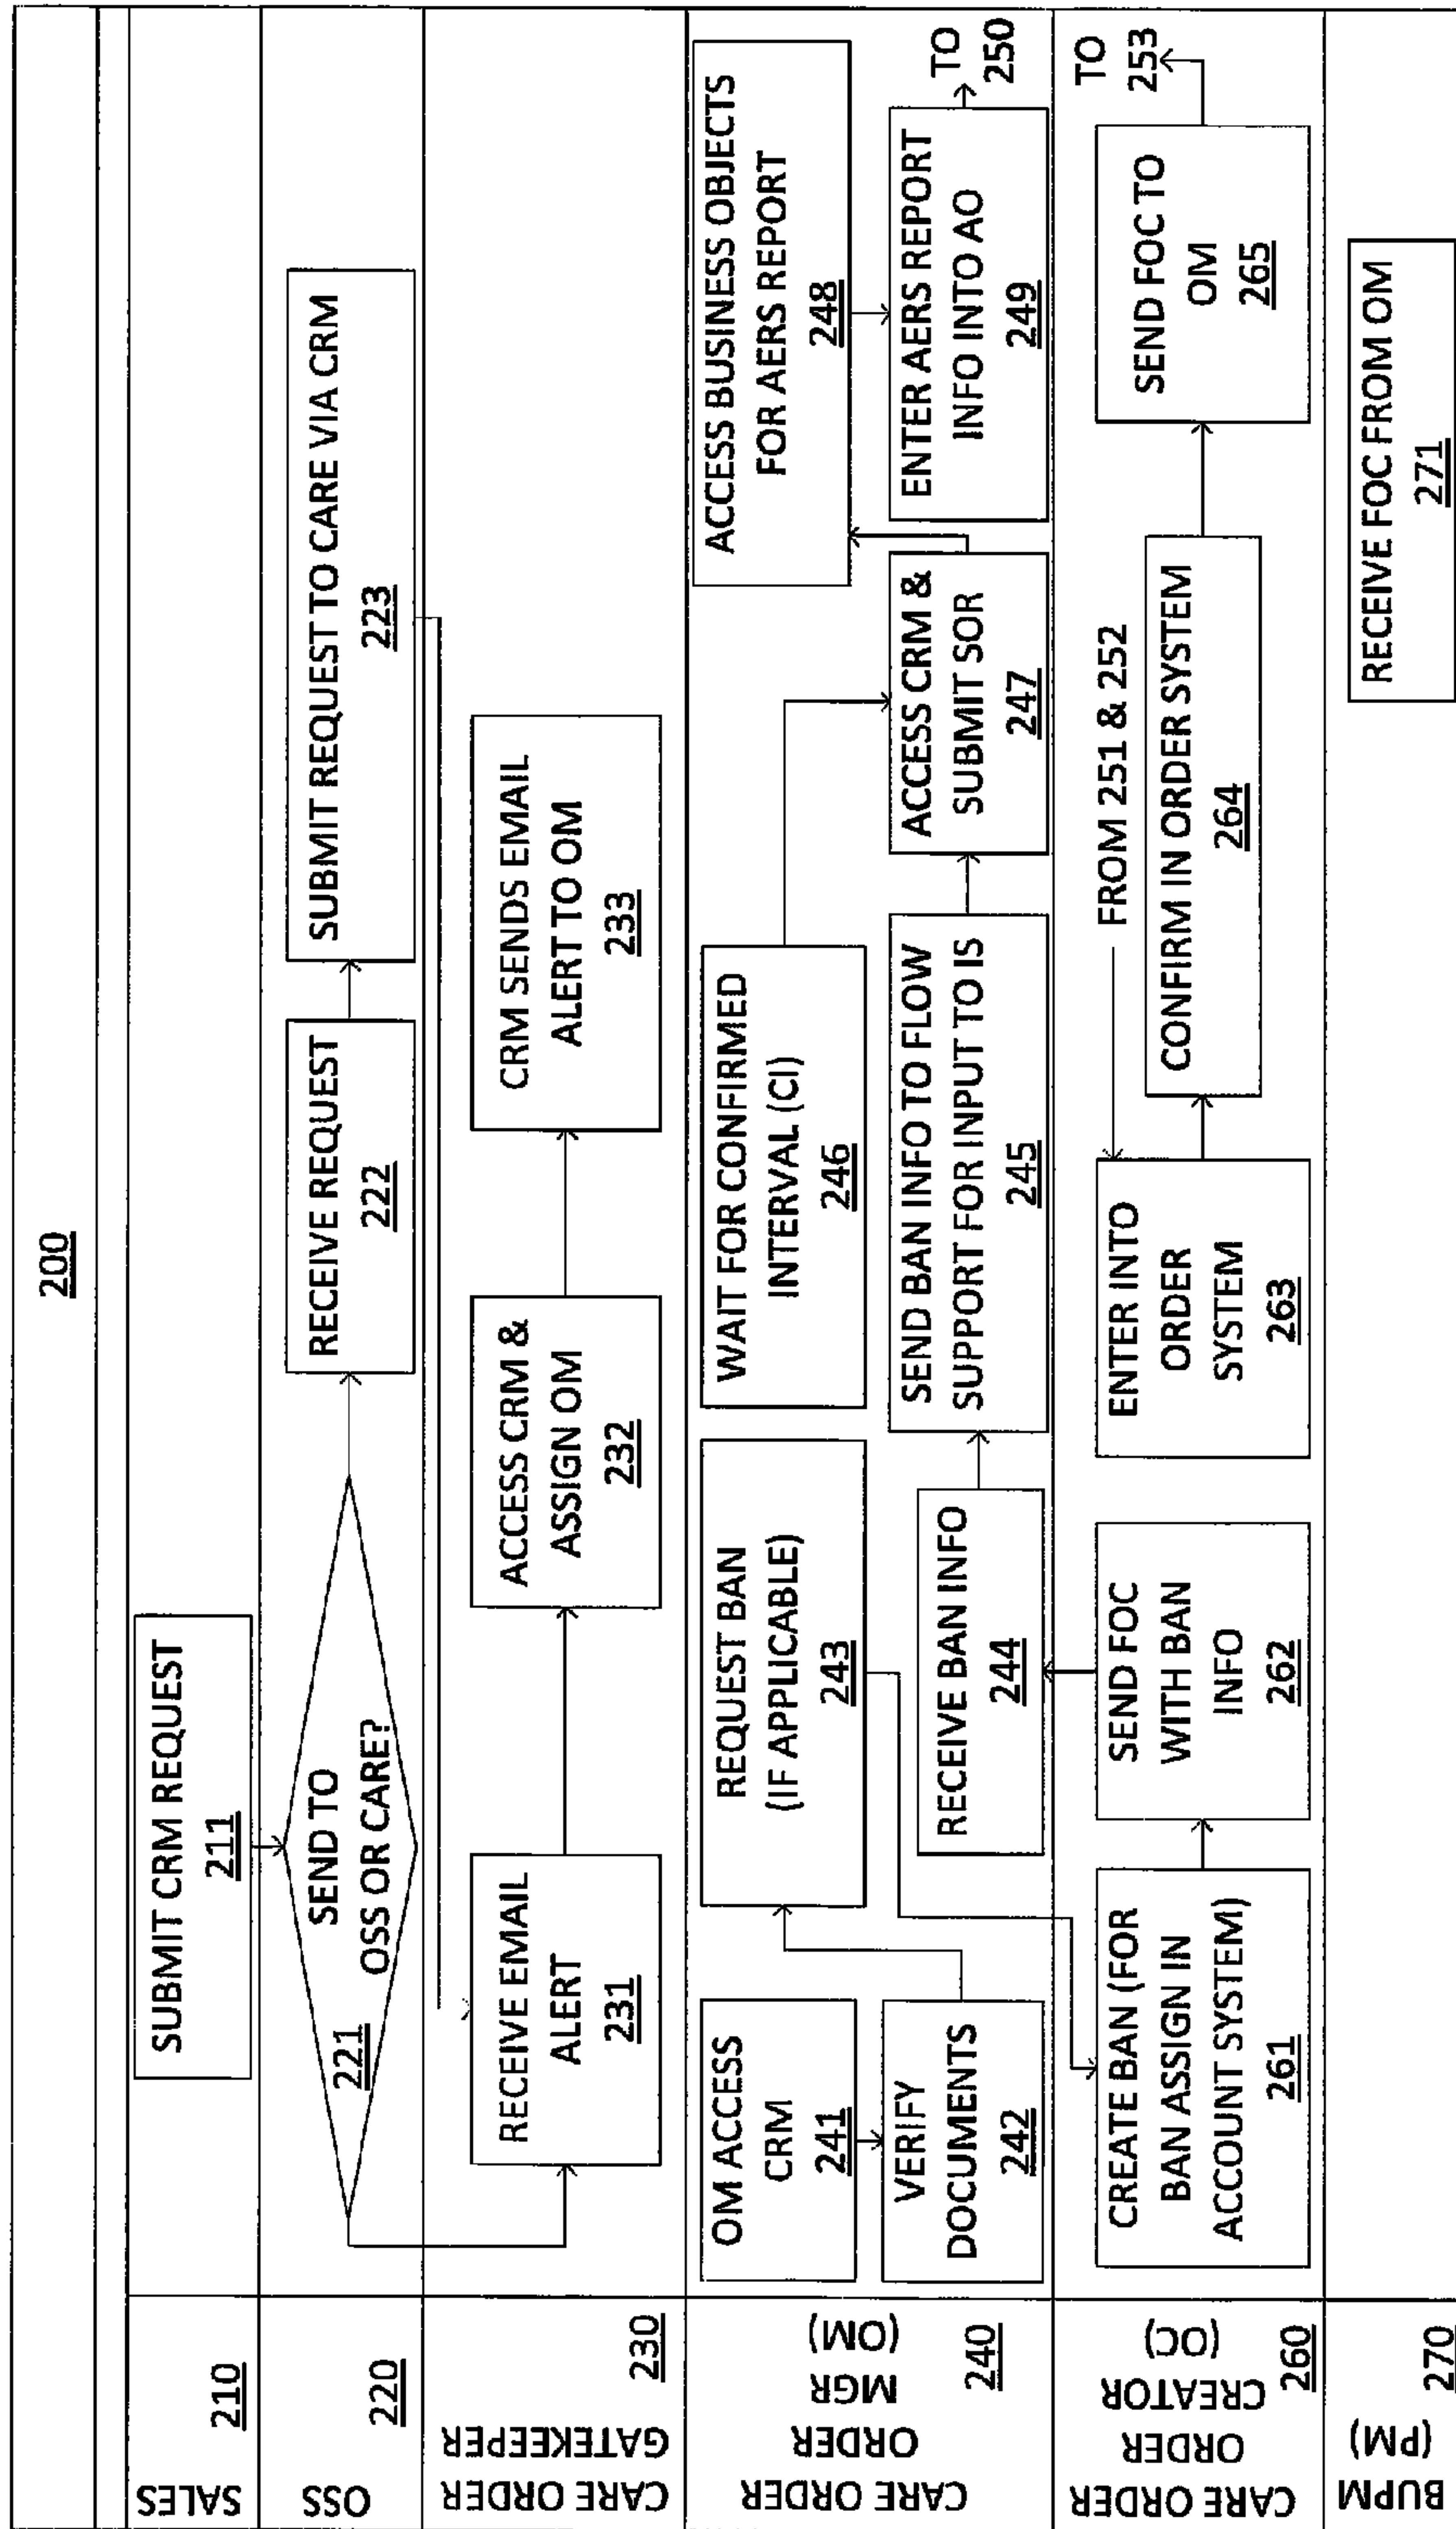 200
SALES
210
SUBMIT CRM REQUEST
211
OSS
220
SEND TO
OSS OR CARE?
221
RECEIVE REQUEST
222
SUBMIT REQUEST TO CARE VIA CRM
223
CARE ORDER
GATEKEEPER
230
RECEIVE EMAIL
ALERT
231
ACCESS CRM &
ASSIGN OM
232
CRM SENDS EMAIL
ALERT TO OM
233
CARE ORDER
ORDER
MGR
(OM)
240
OM ACCESS
CRM
241
VERIFY
DOCUMENTS
242
REQUEST BAN
(IF APPLICABLE)
243
RECEIVE BAN INFO
244
SEND BAN INFO TO FLOW
SUPPORT FOR INPUT TO IS
245
WAIT FOR CONFIRMED
INTERVAL (CI)
246
ACCESS CRM &
SUBMIT SOR
247
ACCESS BUSINESS OBJECTS
FOR AERS REPORT
248
ENTER AERS REPORT
INFO INTO AO
249
TO
250
CARE ORDER
ORDER
CREATOR
(OC)
260
CREATE BAN (FOR
BAN ASSIGN IN
ACCOUNT SYSTEM)
261
SEND FOC
WITH BAN
INFO
262
ENTER INTO
ORDER
SYSTEM
263
FROM 251 & 252
CONFIRM IN ORDER SYSTEM
264
SEND FOC TO
OM
265
TO
253
BUPM
(PM)
270
RECEIVE FOC FROM OM
271